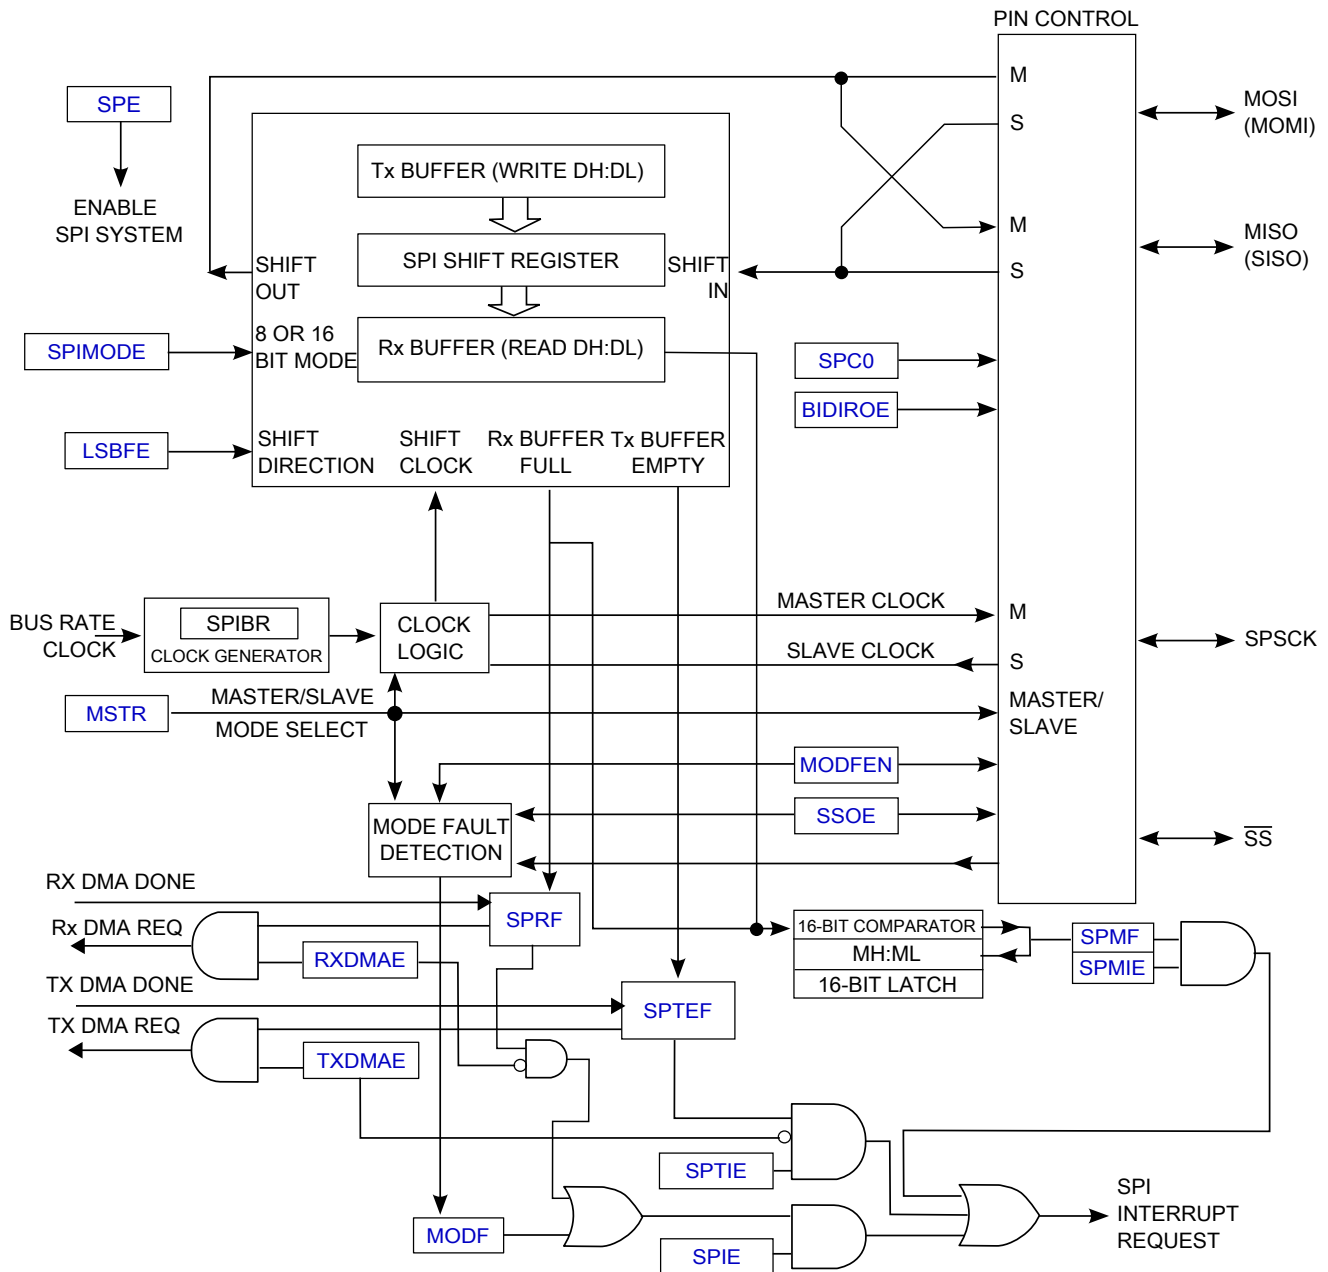 PIN CONTROL
SPE
ENABLE
SPI SYSTEM
Tx BUFFER (WRITE DH:DL)
SPI SHIFT REGISTER
Rx BUFFER (READ DH:DL)
SHIFT
OUT
SHIFT
IN
8 OR 16
BIT MODE
SPIMODE
LSBFE
SHIFT
DIRECTION
SHIFT
CLOCK
Rx BUFFER
FULL
Tx BUFFER
EMPTY
M
S
M
S
MOSI
(MOMI)
MISO
(SISO)
SPC0
BIDIROE
BUS RATE
CLOCK
SPIBR
CLOCK GENERATOR
CLOCK
LOGIC
MASTER CLOCK
M
SLAVE CLOCK
S
SPSCK
MSTR
MASTER/SLAVE
MODE SELECT
MASTER/
SLAVE
MODFEN
SSOE
MODE FAULT
DETECTION
SS
RX DMA DONE
Rx DMA REQ
SPRF
RXDMAE
TX DMA DONE
TX DMA REQ
SPTEF
TXDMAE
16-BIT COMPARATOR
MH:ML
16-BIT LATCH
SPMF
SPMIE
SPTIE
MODF
SPIE
SPI
INTERRUPT
REQUEST